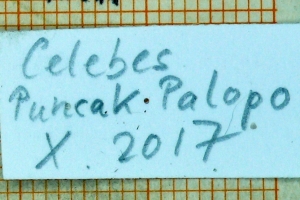 Celebes
Puncak. Palopo
X. 2017